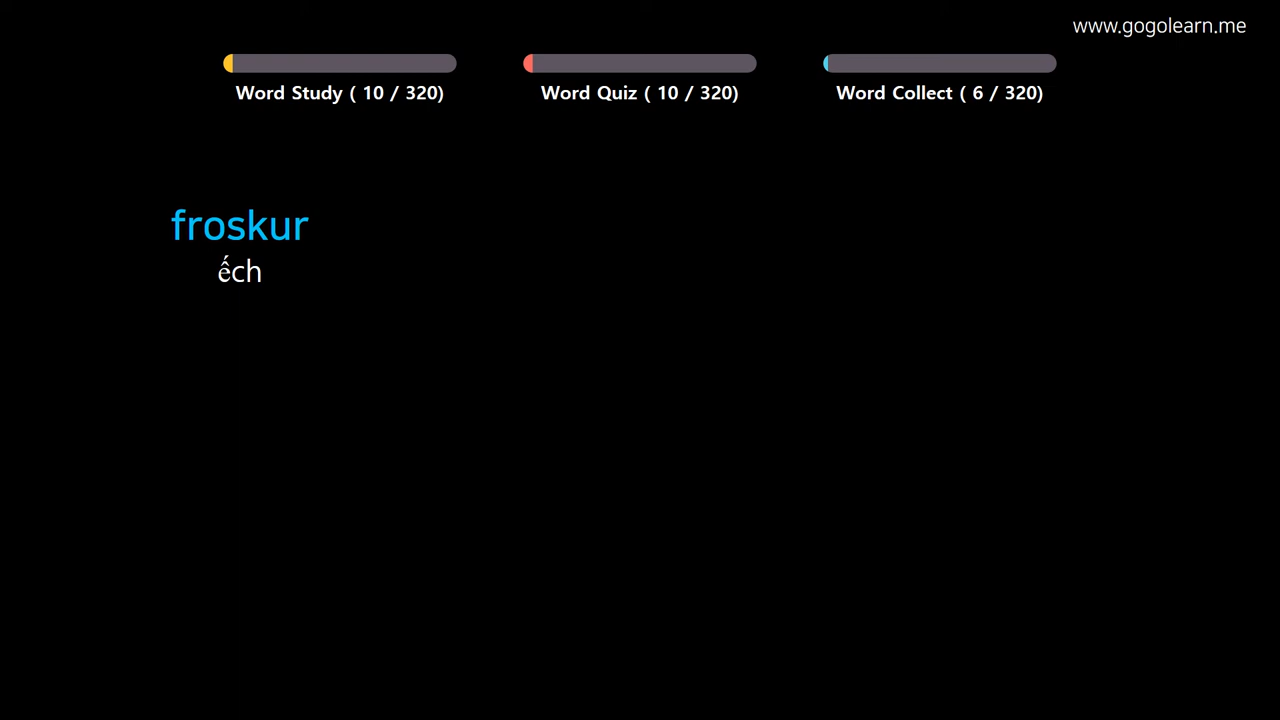 www.gogolearn.me
Word Study ( 10 / 320)
Word Quiz ( 10 / 320)
Word Collect ( 6 / 320)
froskur
ếch